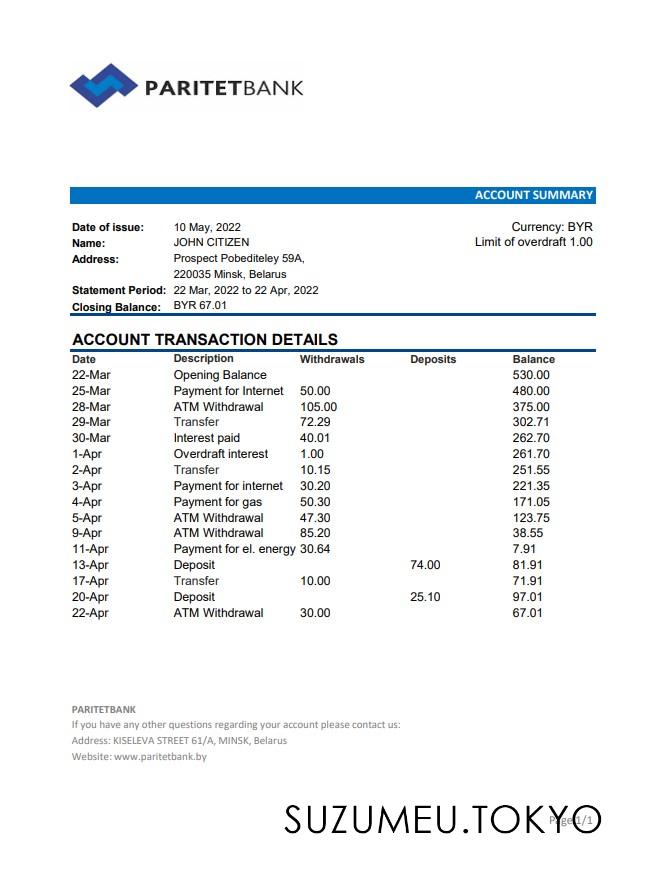 PARITETBANK
ACCOUNT SUMMARY
Date of issue: 10 May, 2022 Currency: BYR
Name: JOHN CITIZEN Limit of overdraft 1.00
Address: Prospect Pobediteley 59A,
220035 Minsk, Belarus
Statement Period: 22 Mar, 2022 to 22 Apr, 2022
Closing Balance: BYR 67.01
ACCOUNT TRANSACTION DETAILS
Date Description Withdrawals Deposits Balance
22-Mar Opening Balance 530.00
25-Mar Payment for Internet 50.00 480.00
28-Mar ATM Withdrawal 105.00 375.00
29-Mar Transfer 72.29 302.71
30-Mar Interest paid 40.01 262.70
1-Apr Overdraft interest 1.00 261.70
2-Apr Transfer 10.15 251.55
3-Apr Payment for internet 30.20 221.35
4-Apr Payment for gas 50.30 171.05
5-Apr ATM Withdrawal 47.30 123.75
9-Apr ATM Withdrawal 85.20 38.55
11-Apr Payment for el. energy 30.64 7.91
13-Apr Deposit 74.00 81.91
17-Apr Transfer 10.00 71.91
20-Apr Deposit 25.10 97.01
22-Apr ATM Withdrawal 30.00 67.01
PARITETBANK
If you have any other questions regarding your account please contact us:
Address: KISELEVA STREET 61/A, MINSK, Belarus
Website: www.paritetbank.by
SUZUMEU.TOKYO
Page 1/1